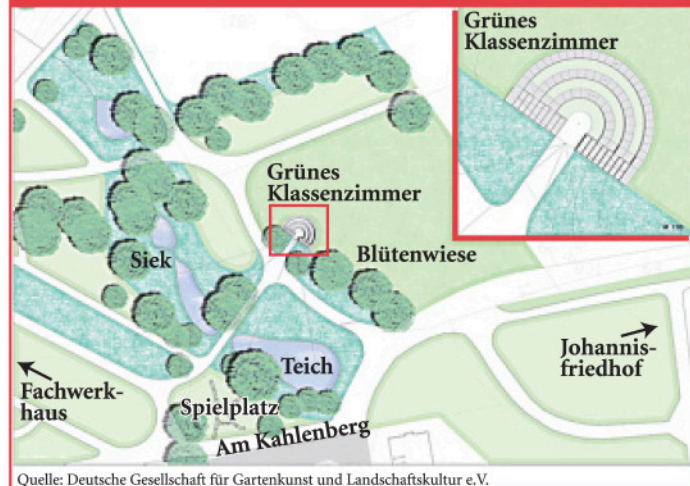 Grünes
Klassenzimmer
Grünes
Klassenzimmer
Blütenwiese
Siek
Johannis-
friedhof
Teich
Fachwerk-
haus
Spielplatz
Am Kahlenberg
Quelle: Deutsche Gesellschaft für Gartenkunst und Landschaftskultur e.V.